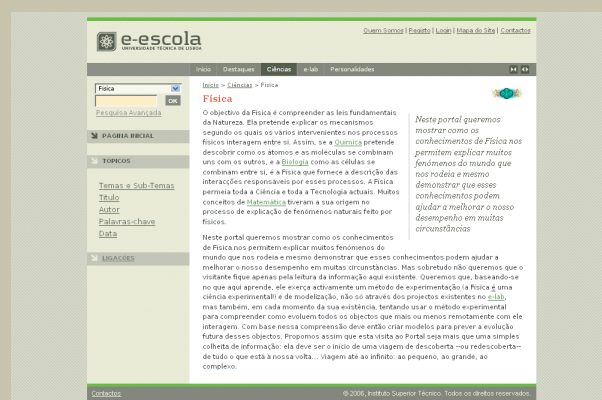 Quem Somos | Registo | Login | Mapa do Site | Contactos
e-escola
UNIVERSIDADE TÉCNICA DE LISBOA
Início Destaques Ciências e-lab Personalidades
Física
OK
Pesquisa Avançada
PÁGINA INICIAL
TÓPICOS
Temas e Sub-Temas
Título
Autor
Palavras-chave
Data
LIGAÇÕES
Início > Ciências > Física
Física
O objectivo da Física é compreender as leis fundamentais
da Natureza. Ela pretende explicar os mecanismos
segundo os quais os vários intervenientes nos processos
físicos interagem entre si. Assim, se a Química pretende
descobrir como os átomos e as moléculas se combinam
uns com os outros, e a Biologia como as células se
combinam entre si, é a Física que fornece a descrição das
interacções responsáveis por esses processos. A Física
permeia toda a Ciência e toda a Tecnologia actuais. Muitos
conceitos de Matemática tiveram a sua origem no
processo de explicação de fenómenos naturais feito por
físicos.
Neste portal queremos
mostrar como os
conhecimentos de Física nos
permitem explicar muitos
fenómenos do mundo que
nos rodeia e mesmo
demonstrar que esses
conhecimentos podem
ajudar a melhorar o nosso
desempenho em muitas
circunstâncias
Neste portal queremos mostrar como os conhecimentos
de Física nos permitem explicar muitos fenómenos do
mundo que nos rodeia e mesmo demonstrar que esses conhecimentos podem ajudar a
melhorar o nosso desempenho em muitas circunstâncias. Mas sobretudo não queremos que o
visitante fique apenas pela leitura da informação aqui existente. Queremos que, baseando-se
no que aqui aprende, ele exerça activamente um método de experimentação (a Física é uma
ciência experimental!) e de modelização, não só através dos projectos existentes no e-lab,
mas também, em cada momento da sua existência, tentando usar o método experimental
para compreender como evoluem todos os objectos que mais ou menos remotamente com ele
interagem. Com base nessa compreensão deve então criar modelos para prever a evolução
futura desses objectos. Propomos assim que esta visita ao Portal seja mais que uma simples
colheita de informação: ela deve ser o início de uma viagem de descoberta --ou redescoberta--
de tudo o que está à nossa volta... Viagem até ao infinito: ao pequeno, ao grande, ao
complexo.
Contactos
© 2006, Instituto Superior Técnico. Todos os direitos reservados.